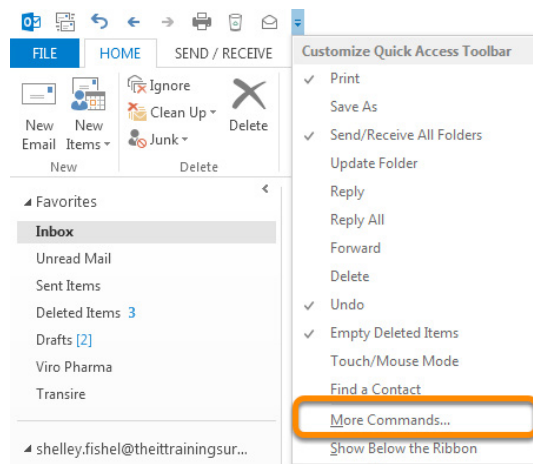 FILE HOME SEND / RECEIVE
Ignore
Clean Up
Junk
New Email
New Items
Delete
New Delete
Favorites
Inbox
Unread Mail
Sent Items
Deleted Items 3
Drafts [2]
Viro Pharma
Transire
shelley.fishel@theittrainingsur...
Customize Quick Access Toolbar
Print
Save As
Send/Receive All Folders
Update Folder
Reply
Reply All
Forward
Delete
Undo
Empty Deleted Items
Touch/Mouse Mode
Find a Contact
More Commands...
Show Below the Ribbon